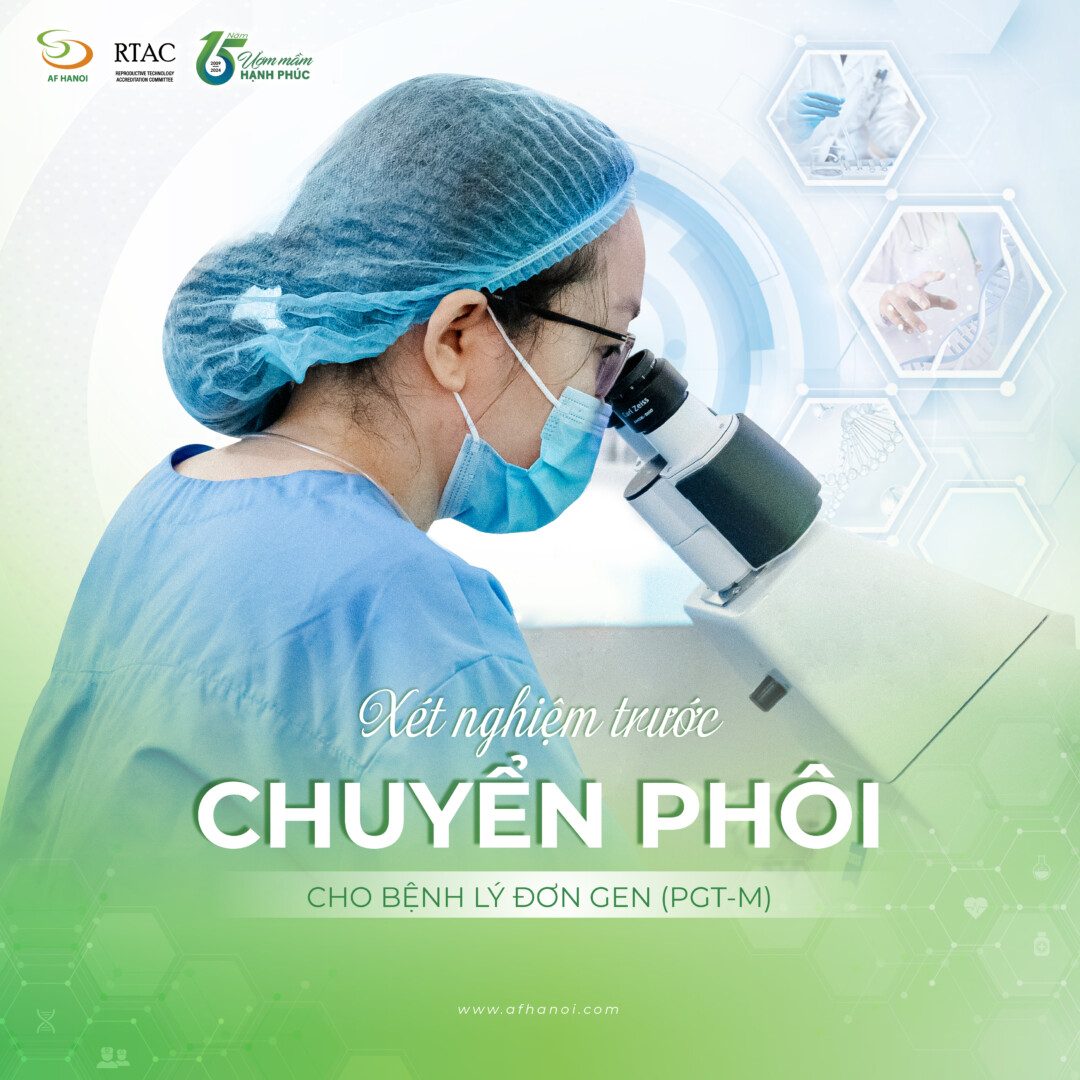 AF HANOI
RTAC
REPRODUCTIVE TECHNOLOGY
ACCREDITATION COMMITTEE
15 Năm
2009
2024
Ươm mầm
HẠNH PHÚC
Carl Zeiss
Xét nghiệm trước
CHUYỂN PHÔI
CHO BỆNH LÝ ĐƠN GEN (PGT-M)
www.afhanoi.com